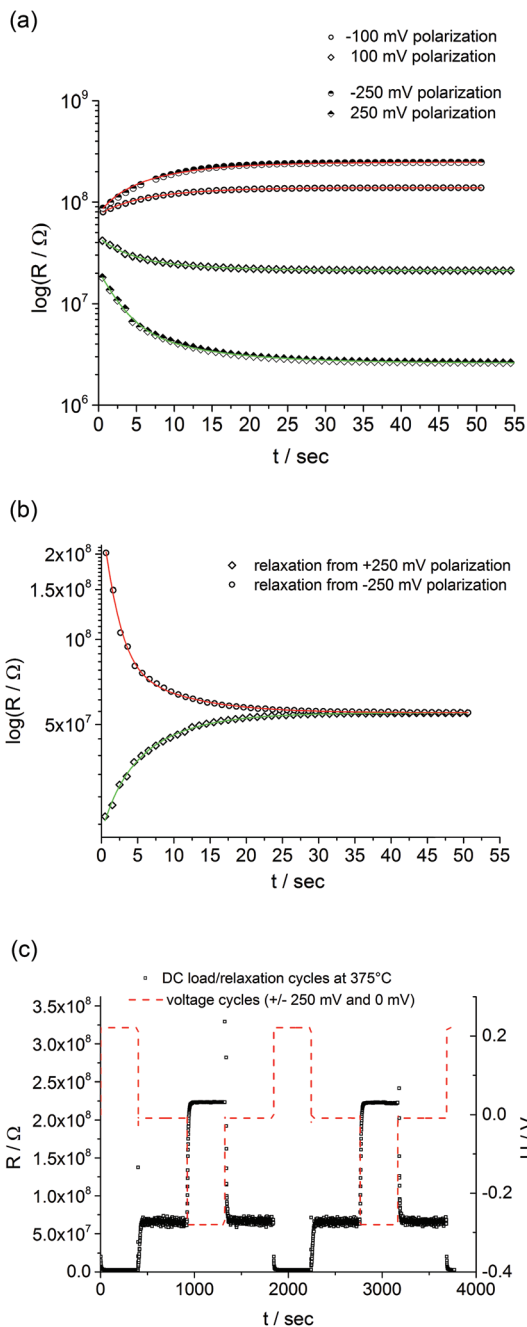 (a)
-100 mV polarization
100 mV polarization
-250 mV polarization
250 mV polarization
10⁹
10⁸
10⁷
10⁶
log(R / Ω)
0 5 10 15 20 25 30 35 40 45 50 55
t / sec
(b)
relaxation from +250 mV polarization
relaxation from -250 mV polarization
2x10⁸
1.5x10⁸
10⁸
5x10⁷
log(R / Ω)
0 5 10 15 20 25 30 35 40 45 50 55
t / sec
(c)
DC load/relaxation cycles at 375°C
voltage cycles (+/- 250 mV and 0 mV)
3.5x10⁸
3.0x10⁸
2.5x10⁸
2.0x10⁸
1.5x10⁸
1.0x10⁸
5.0x10⁷
0.0
R / Ω
0.2
0.0
-0.2
-0.4
U / V
0 1000 2000 3000 4000
t / sec